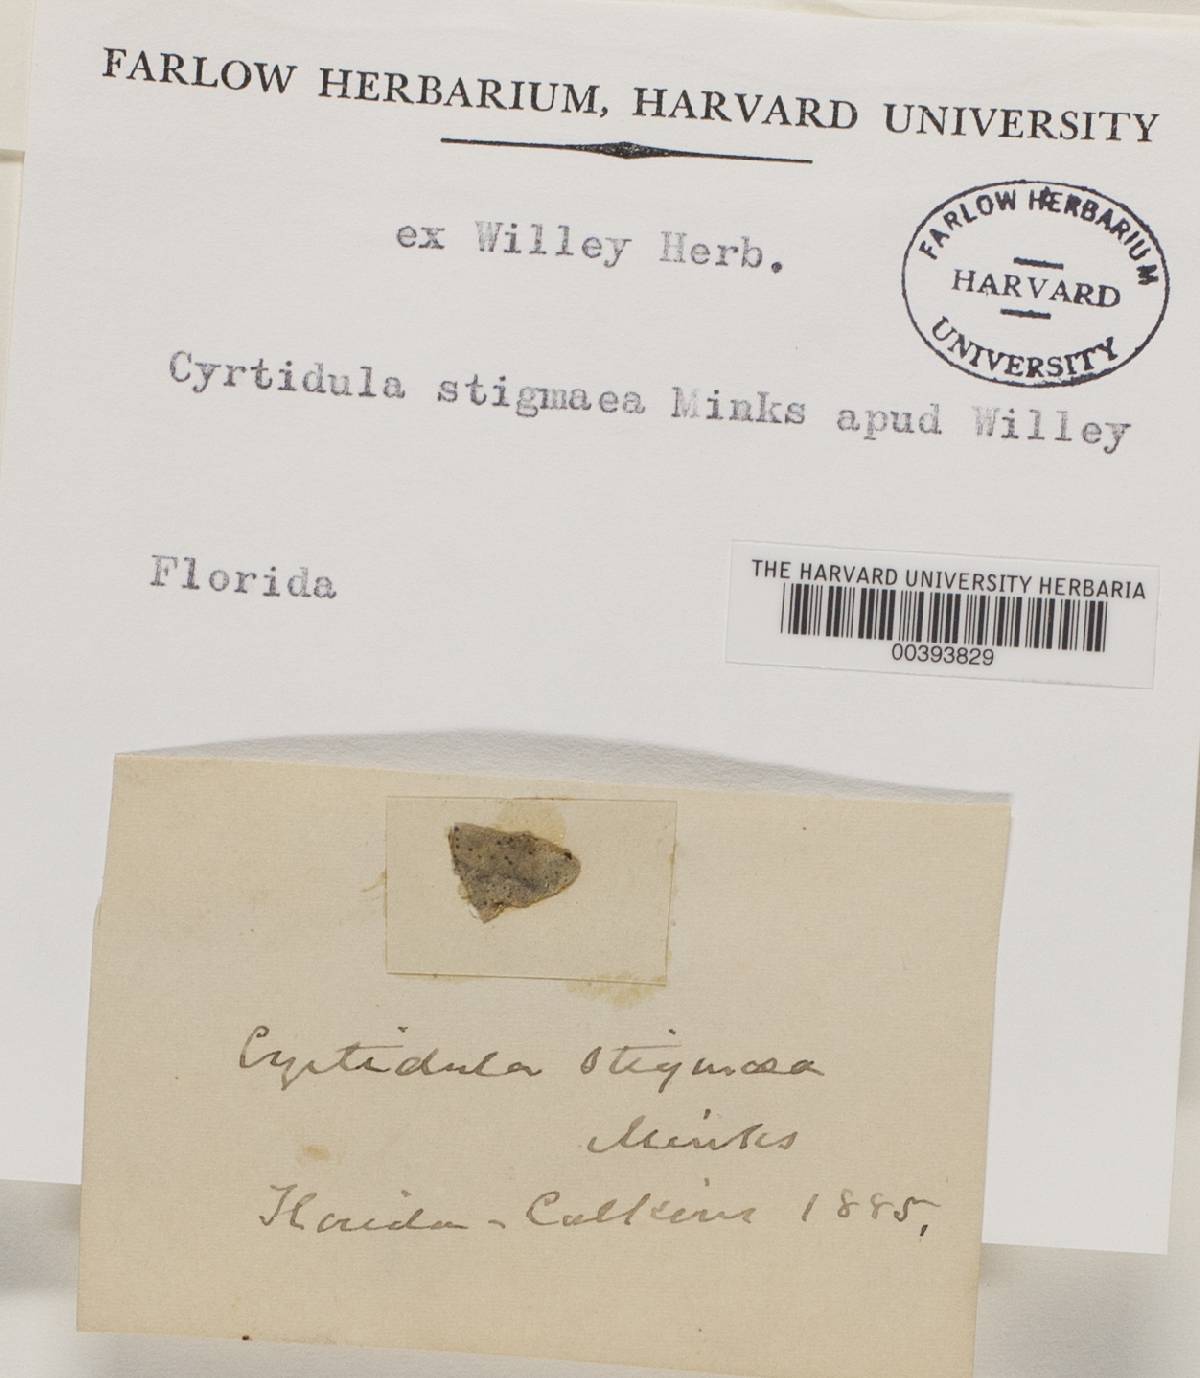 FARLOW HERBARIUM, HARVARD UNIVERSITY
ex Willey Herb.
FARLOW HERBARIUM
HARVARD
UNIVERSITY
Cyrtidula stigmaea Minks apud Willey
Florida
THE HARVARD UNIVERSITY HERBARIA
00393829
Cyrtidula stigmaea
Minks
Florida - Calkins 1885,